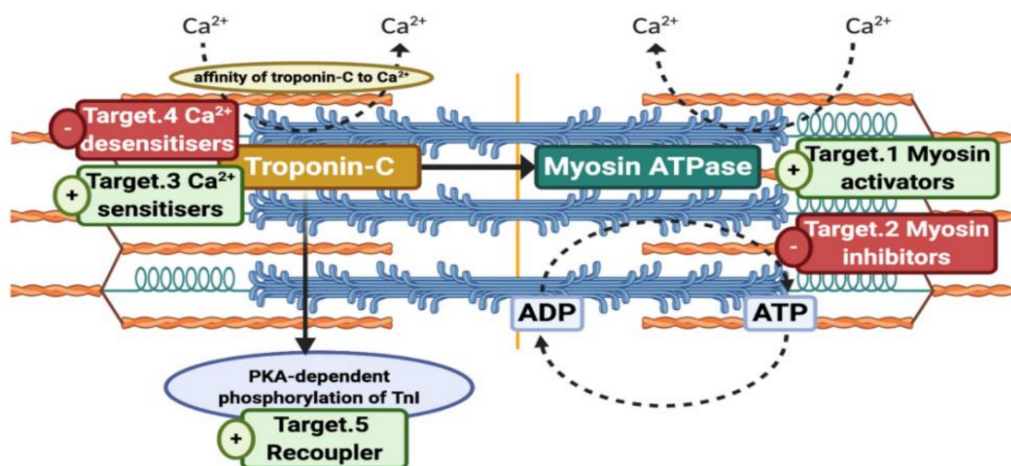 Ca²⁺
Ca²⁺
Ca²⁺
Ca²⁺
affinity of troponin-C to Ca²⁺
-
Target.4 Ca²⁺
desensitisers
+
Target.3 Ca²⁺
sensitisers
Troponin-C
Myosin ATPase
+
Target.1 Myosin
activators
-
Target.2 Myosin
inhibitors
ADP
ATP
PKA-dependent
phosphorylation of TnI
+
Target.5
Recoupler